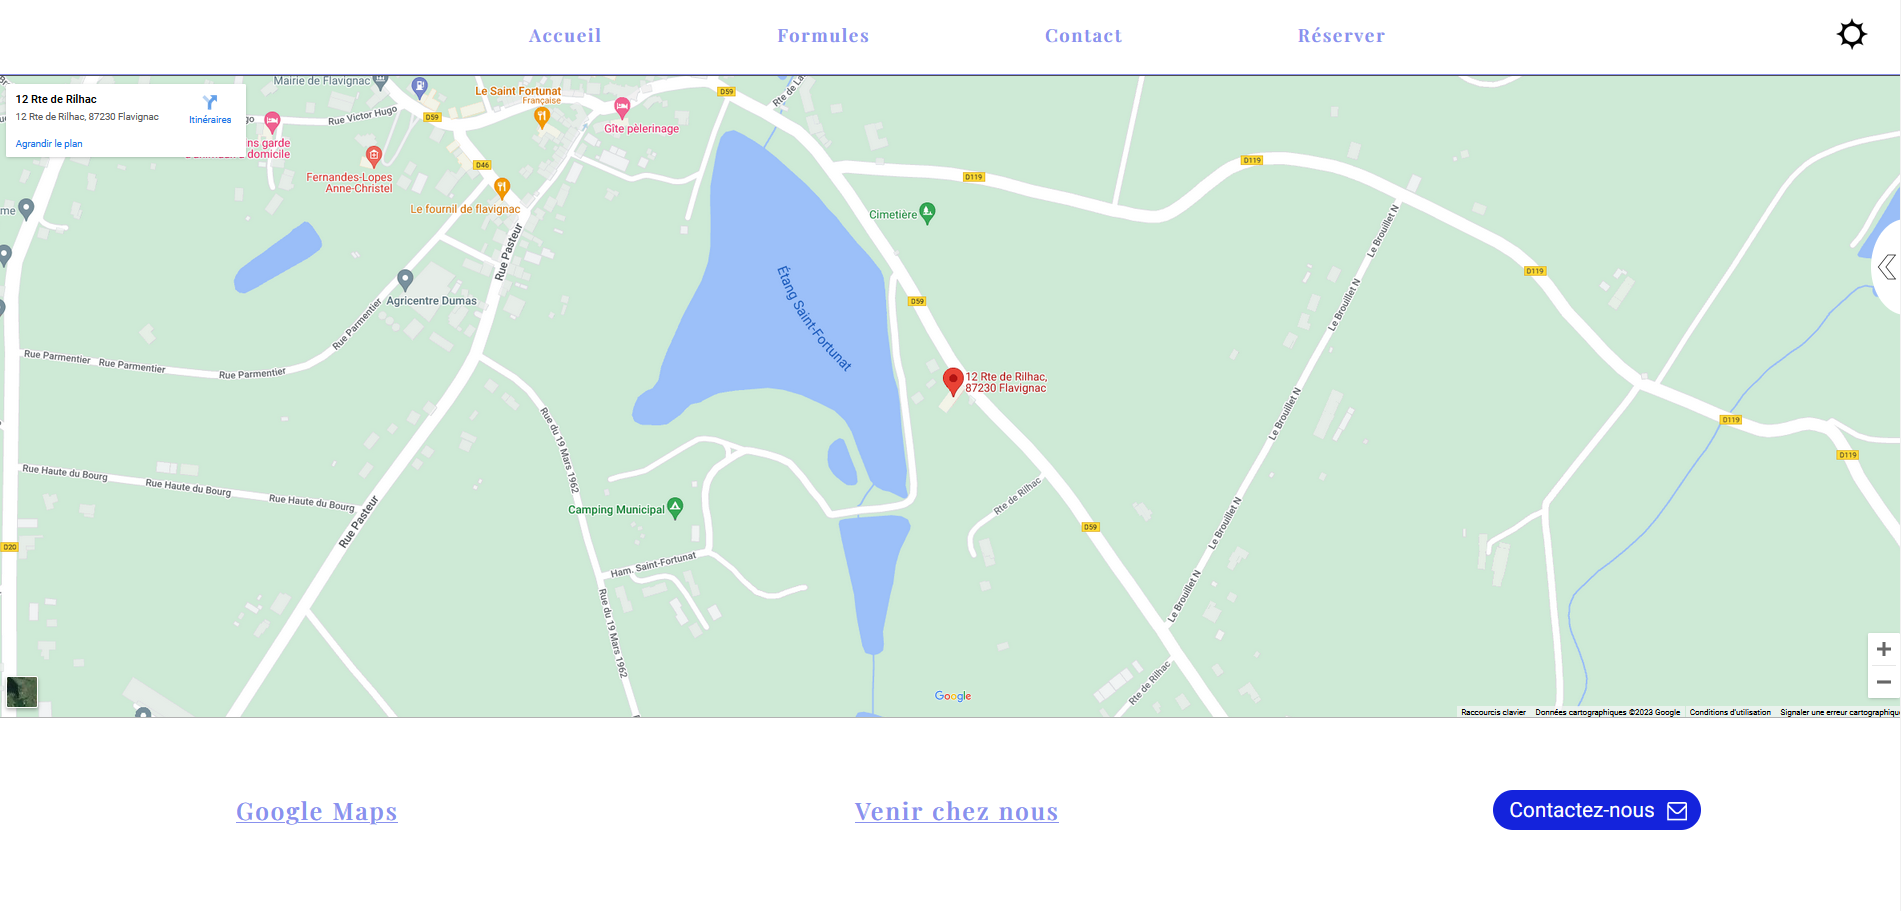 Accueil
Formules
Contact
Réserver
12 Rte de Rilhac
12 Rte de Rilhac, 87230 Flavignac
Itinéraires
Agrandir le plan
Mairie de Flavignac
Rue Victor Hugo
D59
Le Saint Fortunat
Française
Gîte pèlerinage
D59
Rte de La
ns garde
domicile
Fernandes-Lopes
Anne-Christel
D46
Le fournil de flavignac
Rue Pasteur
me
Agricentre Dumas
Rue Parmentier
Rue Parmentier
Rue Parmentier
Rue Parmentier
Étang Saint-Fortunat
Cimetière
D119
D119
D119
D119
D119
D59
12 Rte de Rilhac,
87230 Flavignac
Le Brouillet N
Le Brouillet N
Le Brouillet N
Le Brouillet N
Le Brouillet N
Rue du 19 Mars 1962
Rue Haute du Bourg
Rue Haute du Bourg
Rue Haute du Bourg
Rue Pasteur
Camping Municipal
Rte de Rilhac
D59
D20
Ham. Saint-Fortunat
Rue du 19 Mars 1962
Rte de Rilhac
Google
Raccourcis clavier
Données cartographiques ©2023 Google
Conditions d'utilisation
Signaler une erreur cartographiqu
Google Maps
Venir chez nous
Contactez-nous